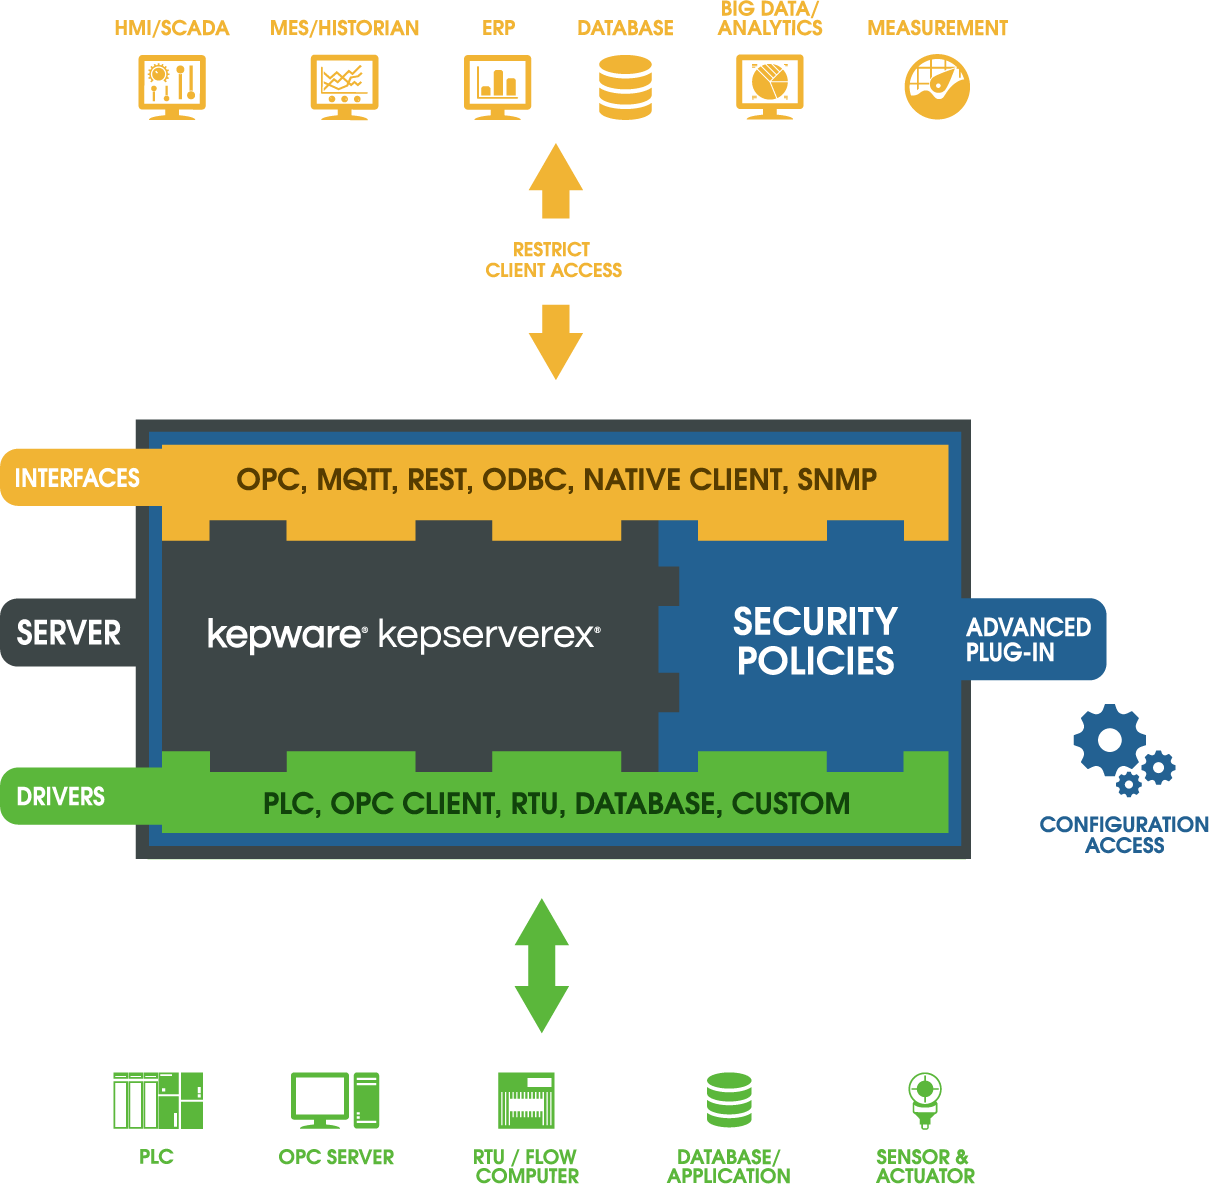 HMI/SCADA
MES/HISTORIAN
ERP
DATABASE
BIG DATA/
ANALYTICS
MEASUREMENT
RESTRICT
CLIENT ACCESS
INTERFACES
OPC, MQTT, REST, ODBC, NATIVE CLIENT, SNMP
SERVER
kepware® kepserverex®
SECURITY
POLICIES
ADVANCED
PLUG-IN
DRIVERS
PLC, OPC CLIENT, RTU, DATABASE, CUSTOM
CONFIGURATION
ACCESS
PLC
OPC SERVER
RTU / FLOW
COMPUTER
DATABASE/
APPLICATION
SENSOR &
ACTUATOR